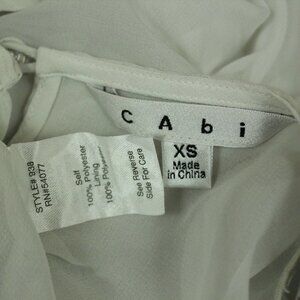 CAbi
XS
Made
in China
STYLE# 938
RN#54077
Self
100% Polyester
Lining
100% Polyester
See Reverse
Side For Care